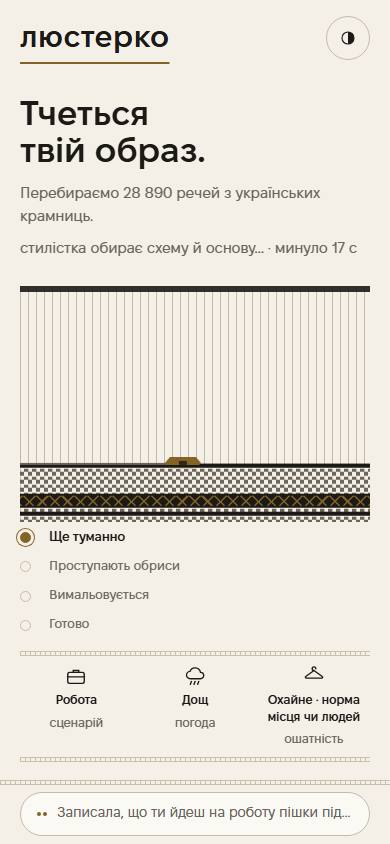 люстерко
Тчеться
твій образ.
Перебираємо 28 890 речей з українських
крамниць.
стилістка обирає схему й основу... · минуло 17 с
Ще туманно
Проступають обриси
Вимальовується
Готово
Робота
сценарій
Дощ
погода
Охайне · норма
місця чи людей
ошатність
Записала, що ти йдеш на роботу пішки під...